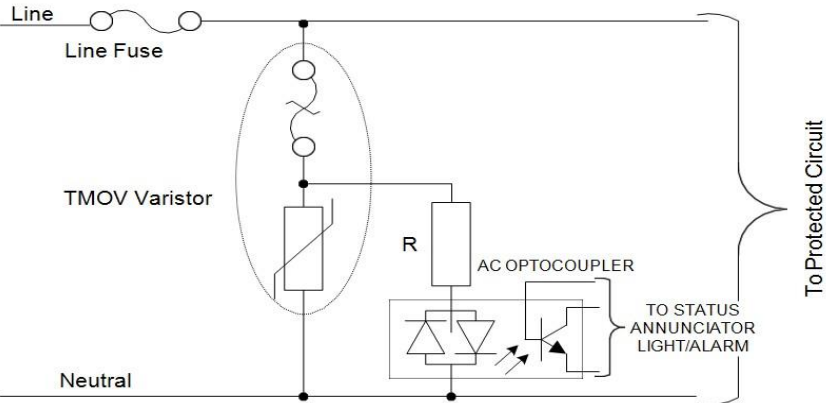 Line
Line Fuse
TMOV Varistor
R
AC OPTOCOUPLER
TO STATUS
ANNUNCIATOR
LIGHT/ALARM
Neutral
To Protected Circuit